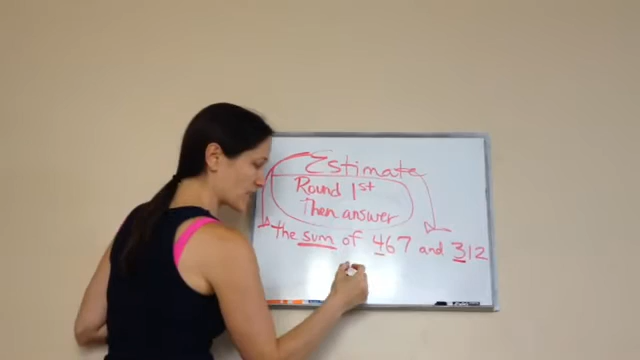 Estimate
Round 1st
Then answer
the sum of 467 and 312